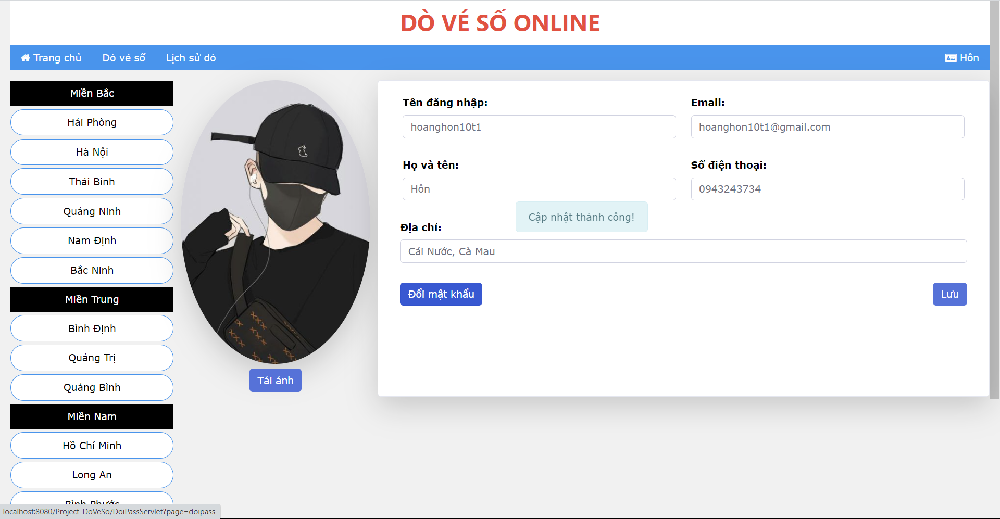 DÒ VÉ SỐ ONLINE
Trang chủ
Dò vé số
Lịch sử dò
Hôn
Miền Bắc
Hải Phòng
Hà Nội
Thái Bình
Quảng Ninh
Nam Định
Bắc Ninh
Miền Trung
Bình Định
Quảng Trị
Quảng Bình
Miền Nam
Hồ Chí Minh
Long An
Bình Phước
Tải ảnh
Tên đăng nhập:
hoanghon10t1
Email:
hoanghon10t1@gmail.com
Họ và tên:
Hôn
Số điện thoại:
0943243734
Cập nhật thành công!
Địa chỉ:
Cái Nước, Cà Mau
Đổi mật khẩu
Lưu
localhost:8080/Project_DoVeSo/DoiPassServlet?page=doipass